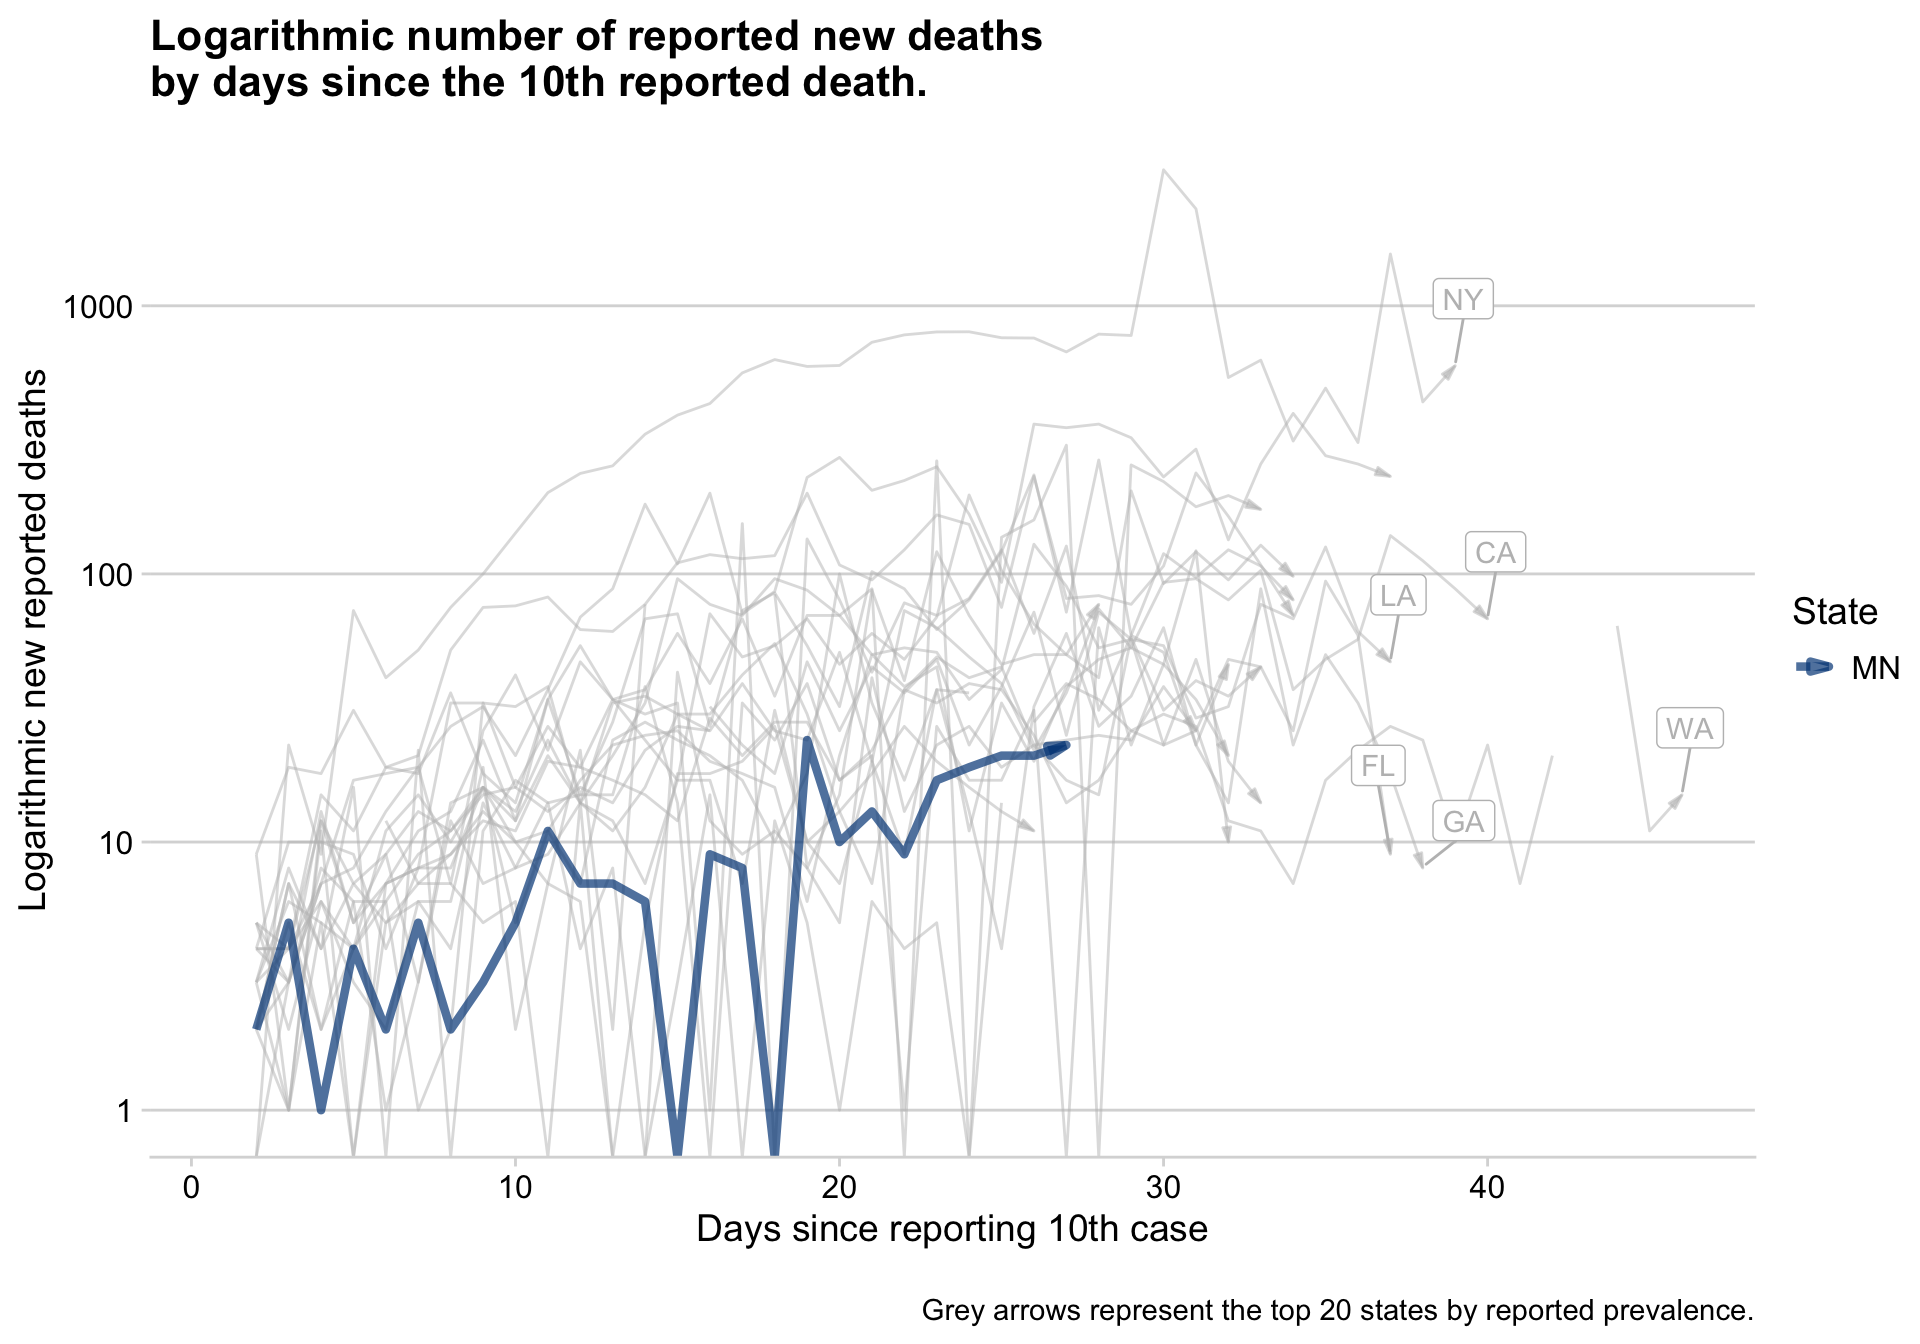 Logarithmic number of reported new deaths
by days since the 10th reported death.
Logarithmic new reported deaths
1000
100
10
1
NY
CA
LA
WA
FL
GA
State
MN
0 10 20 30 40
Days since reporting 10th case
Grey arrows represent the top 20 states by reported prevalence.